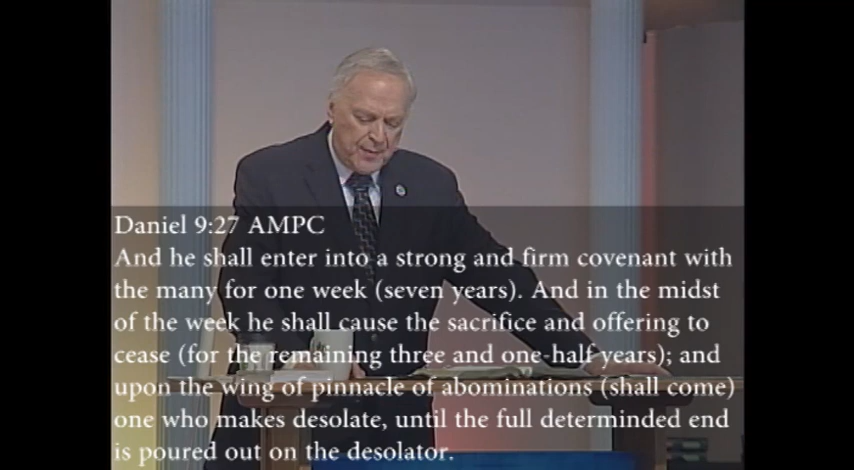 Daniel 9:27 AMPC
And he shall enter into a strong and firm covenant with
the many for one week (seven years). And in the midst
of the week he shall cause the sacrifice and offering to
cease (for the remaining three and one-half years); and
upon the wing of pinnacle of abominations (shall come)
one who makes desolate, until the full determinded end
is poured out on the desolator.